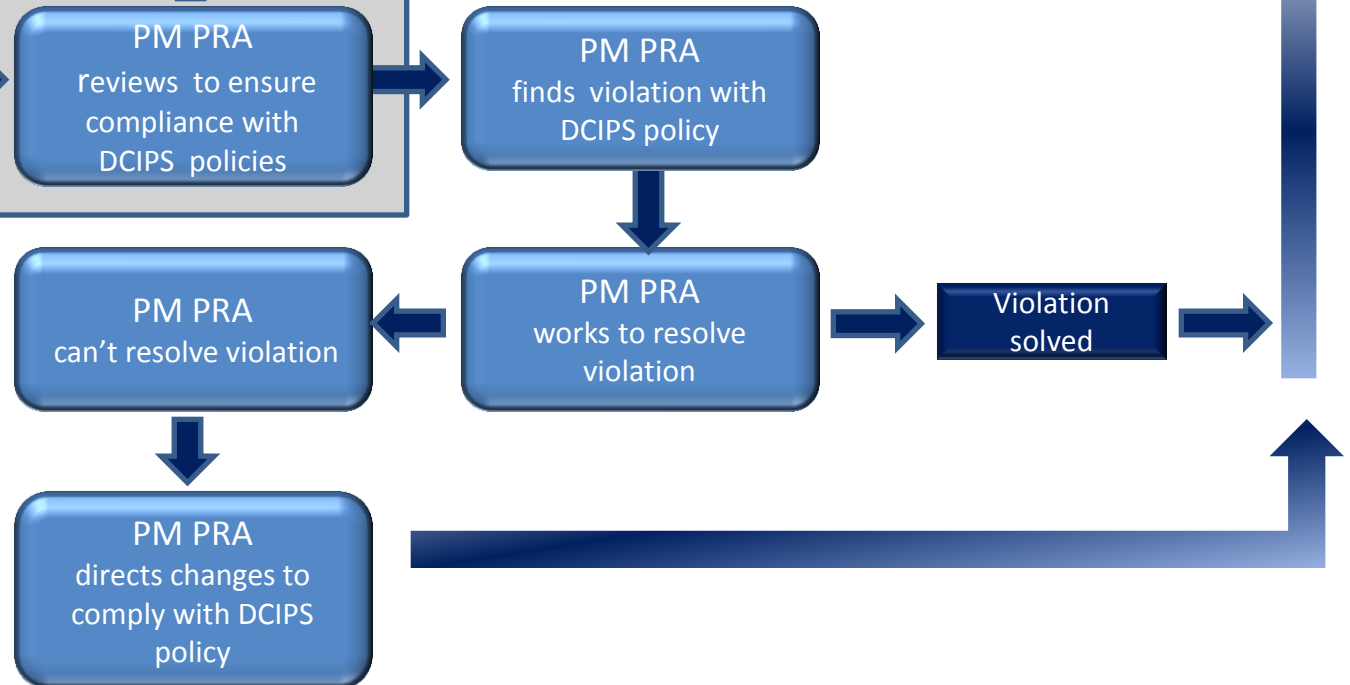 PM PRA
reviews to ensure
compliance with
DCIPS policies
PM PRA
finds violation with
DCIPS policy
PM PRA
can’t resolve violation
PM PRA
works to resolve
violation
Violation
solved
PM PRA
directs changes to
comply with DCIPS
policy